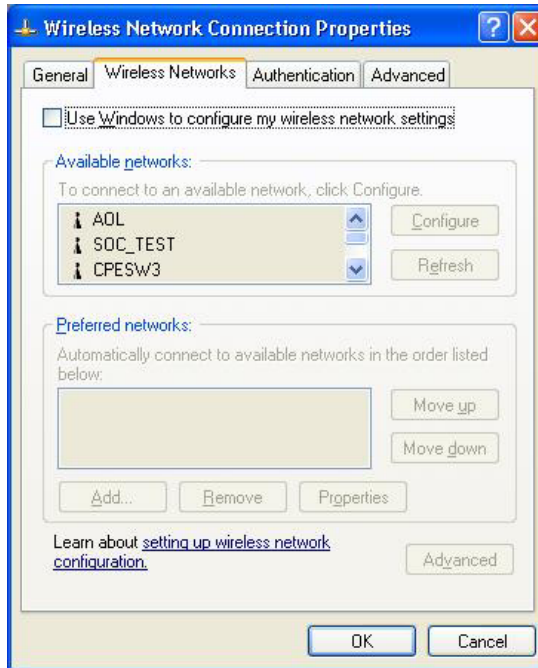 Wireless Network Connection Properties
General Wireless Networks Authentication Advanced
Use Windows to configure my wireless network settings
Available networks:
To connect to an available network, click Configure.
AOL
SOC_TEST
CPESW3
Configure
Refresh
Preferred networks:
Automatically connect to available networks in the order listed
below:
Move up
Move down
Add... Remove Properties
Learn about setting up wireless network
configuration.
Advanced
OK Cancel